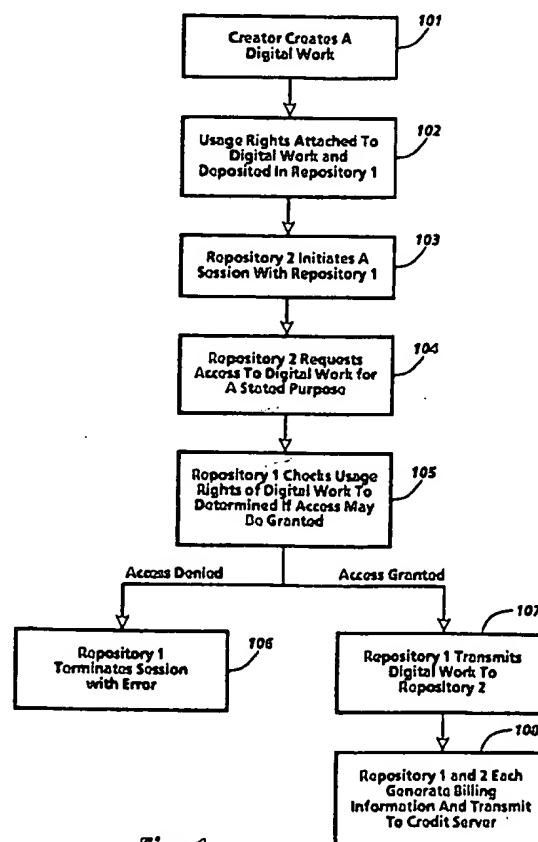 101
Creator Creates A
Digital Work
102
Usage Rights Attached To
Digital Work and
Deposited In Repository 1
103
Repository 2 Initiates A
Session With Repository 1
104
Repository 2 Requests
Access To Digital Work for
A Stated Purpose
105
Repository 1 Checks Usage
Rights of Digital Work To
Determined If Access May
Be Granted
Access Denied
Access Granted
106
Repository 1
Terminates Session
with Error
107
Repository 1 Transmits
Digital Work To
Repository 2
108
Repository 1 and 2 Each
Generate Billing
Information And Transmit
To Credit Server